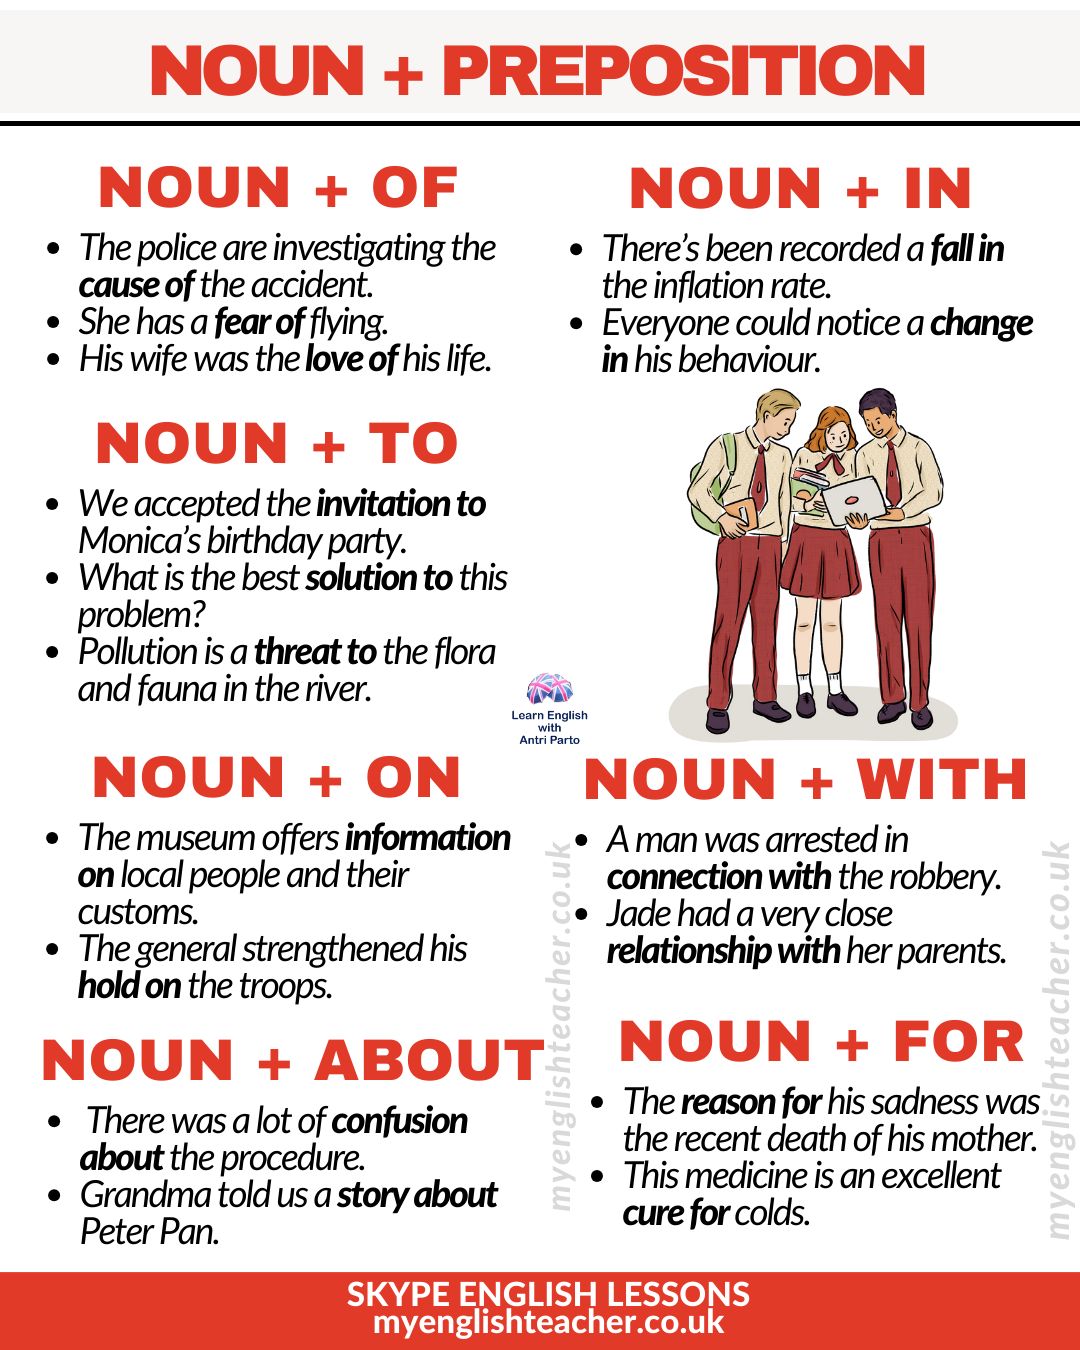 NOUN + PREPOSITION
NOUN + OF
• The police are investigating the
cause of the accident.
• She has a fear of flying.
• His wife was the love of his life.
NOUN + TO
• We accepted the invitation to
Monica's birthday party.
• What is the best solution to this
problem?
• Pollution is a threat to the flora
and fauna in the river.
NOUN + ON
• The museum offers information
on local people and their
customs.
• The general strengthened his
hold on the troops.
NOUN + ABOUT
• There was a lot of confusion
about the procedure.
• Grandma told us a story about
Peter Pan.
NOUN + IN
• There's been recorded a fall in
the inflation rate.
• Everyone could notice a change
in his behaviour.
Learn English
with
Antri Parto
NOUN + WITH
• A man was arrested in
connection with the robbery.
• Jade had a very close
relationship with her parents.
NOUN + FOR
• The reason for his sadness was
the recent death of his mother.
• This medicine is an excellent
cure for colds.
myenglishteacher.co.uk
myenglishteacher.co.uk
SKYPE ENGLISH LESSONS
myenglishteacher.co.uk